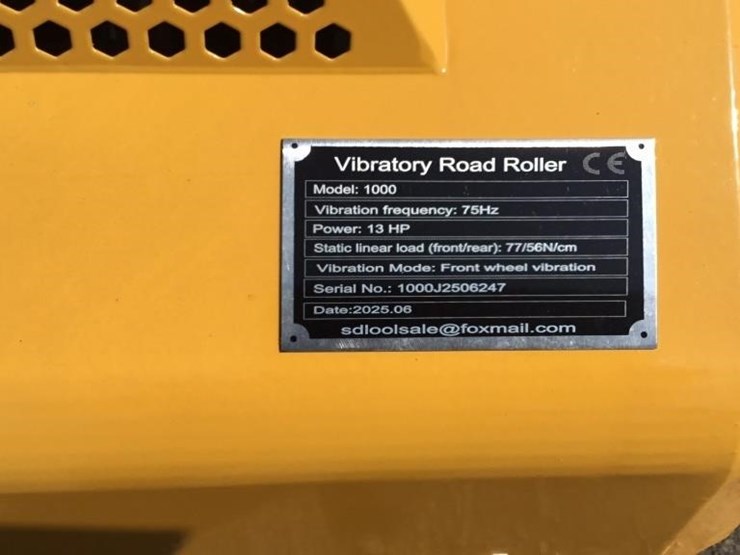 Vibratory Road Roller CE
Model: 1000
Vibration frequency: 75Hz
Power: 13 HP
Static linear load (front/rear): 77/56N/cm
Vibration Mode: Front wheel vibration
Serial No.: 1000J2506247
Date:2025.06
sdloolsale@foxmail.com